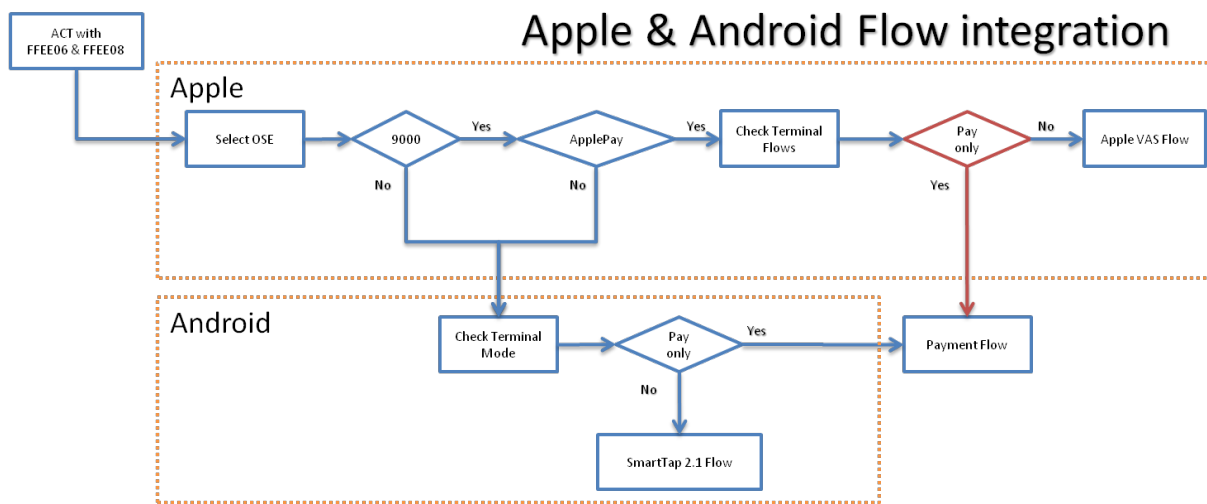 Apple & Android Flow integration
ACT with
FFEE06 & FFEE08
Apple
Select OSE
9000
Yes
ApplePay
Yes
Check Terminal
Flows
Pay
only
No
Apple VAS Flow
No
No
Yes
Android
Check Terminal
Mode
Pay
only
Yes
Payment Flow
No
SmartTap 2.1 Flow